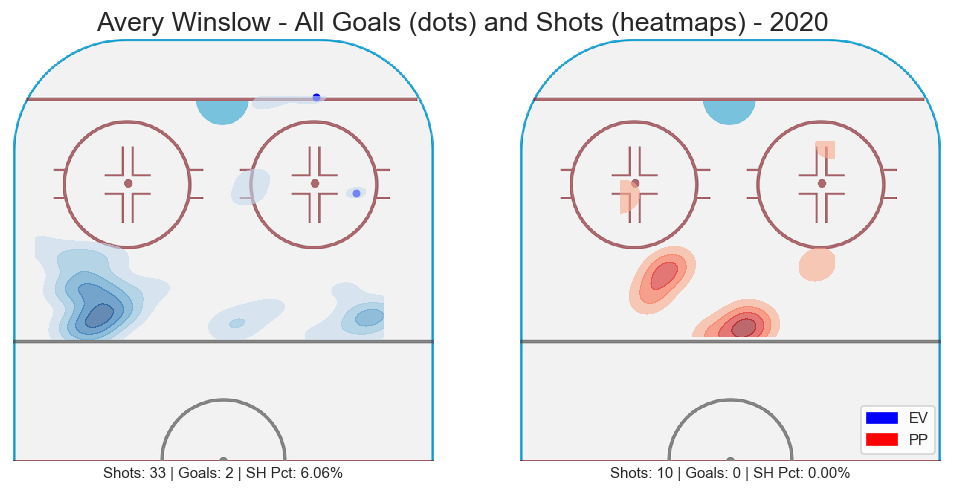 Avery Winslow - All Goals (dots) and Shots (heatmaps) - 2020
EV
PP
Shots: 33 | Goals: 2 | SH Pct: 6.06%
Shots: 10 | Goals: 0 | SH Pct: 0.00%